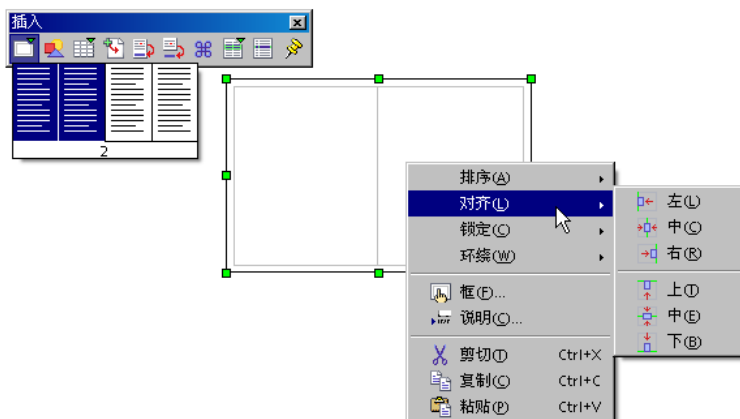 插入
2
排序(A)
对齐(L)
锁定(C)
环绕(W)
框(F)...
说明(C)...
剪切(T) Ctrl+X
复制(C) Ctrl+C
粘贴(P) Ctrl+V
左(L)
中(C)
右(R)
上(T)
中(E)
下(B)